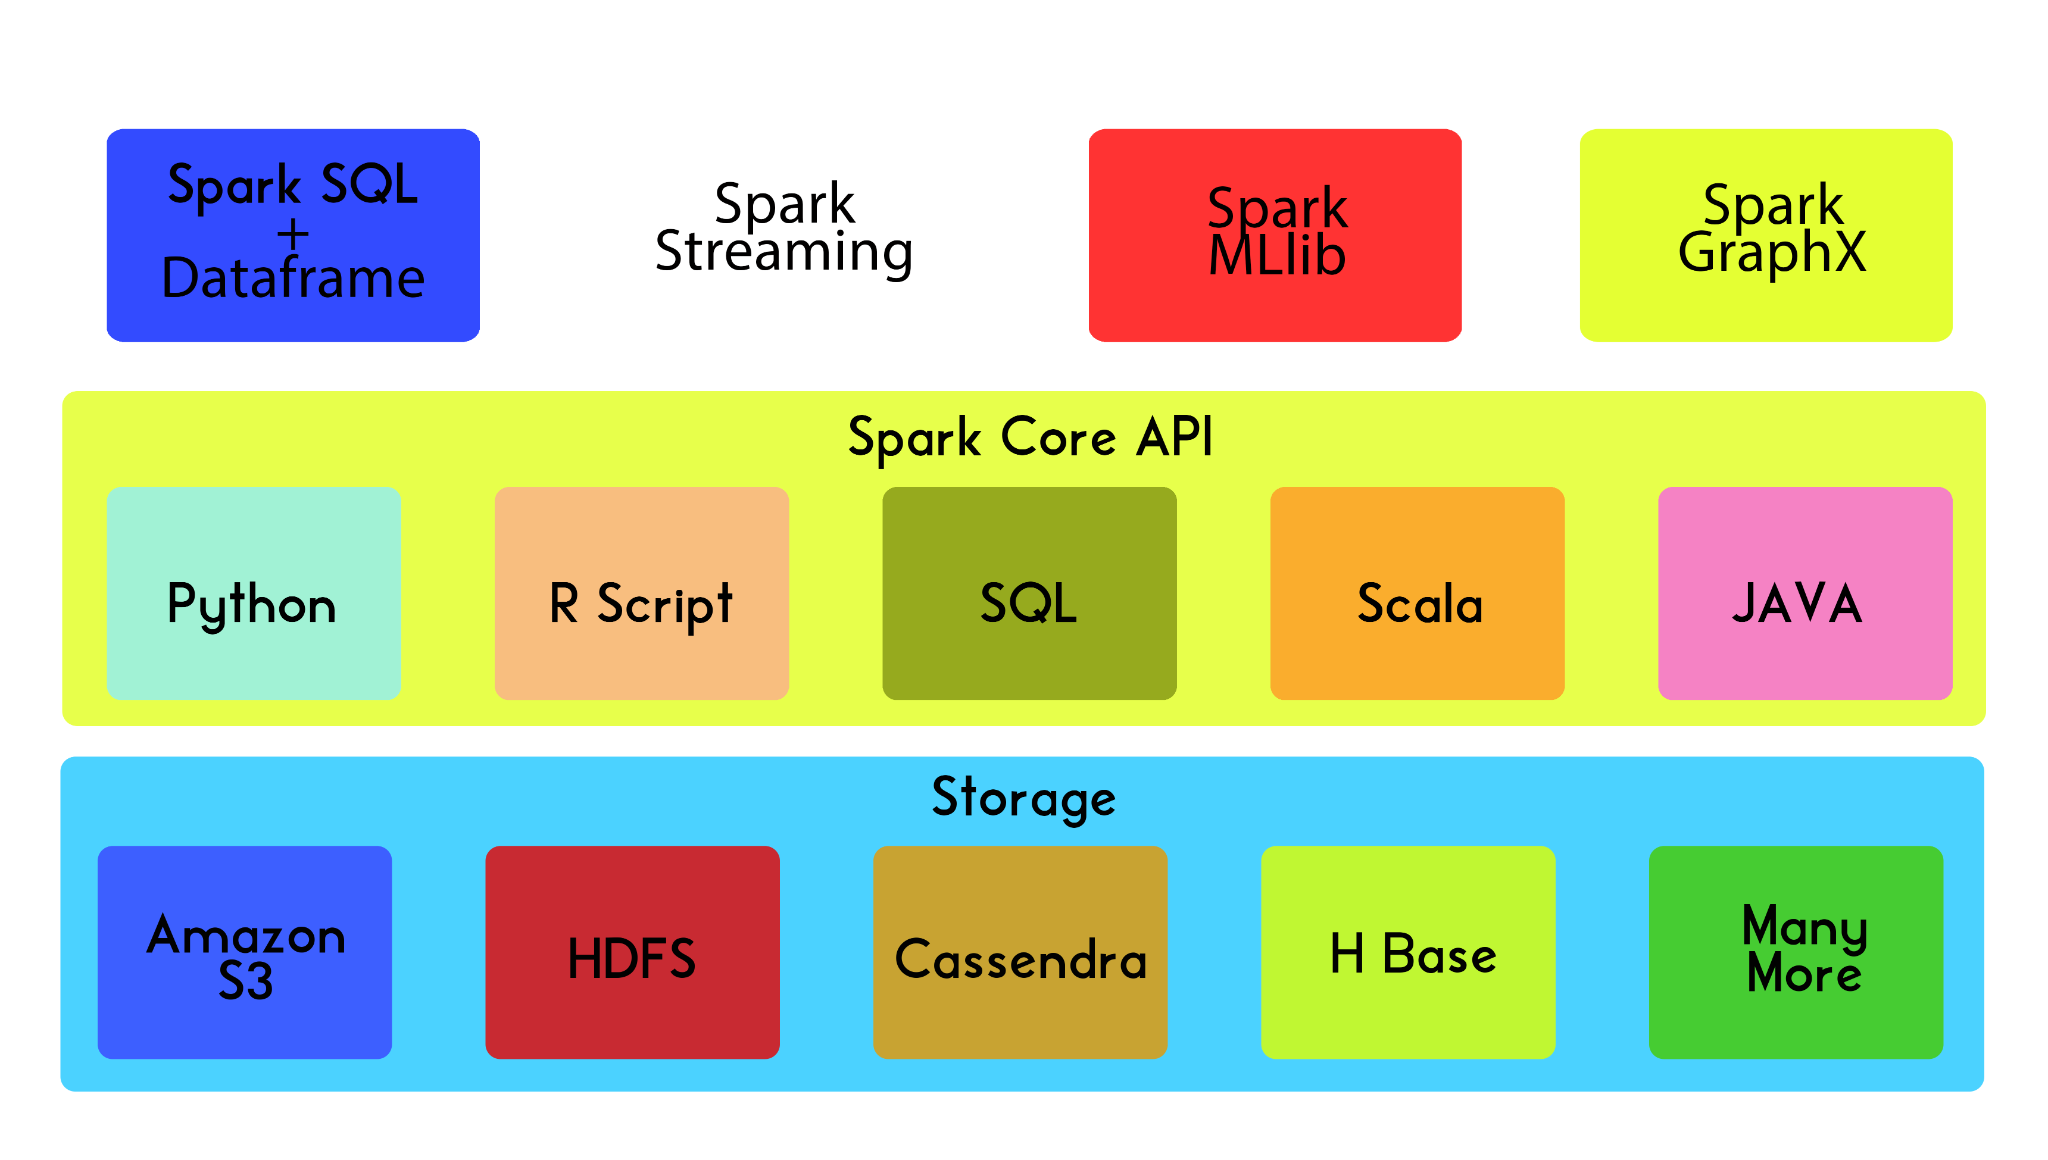 Spark SQL
+
Dataframe
Spark
Streaming
Spark
MLlib
Spark
GraphX
Spark Core API
Python
R Script
SQL
Scala
JAVA
Storage
Amazon
S3
HDFS
Cassendra
H Base
Many
More